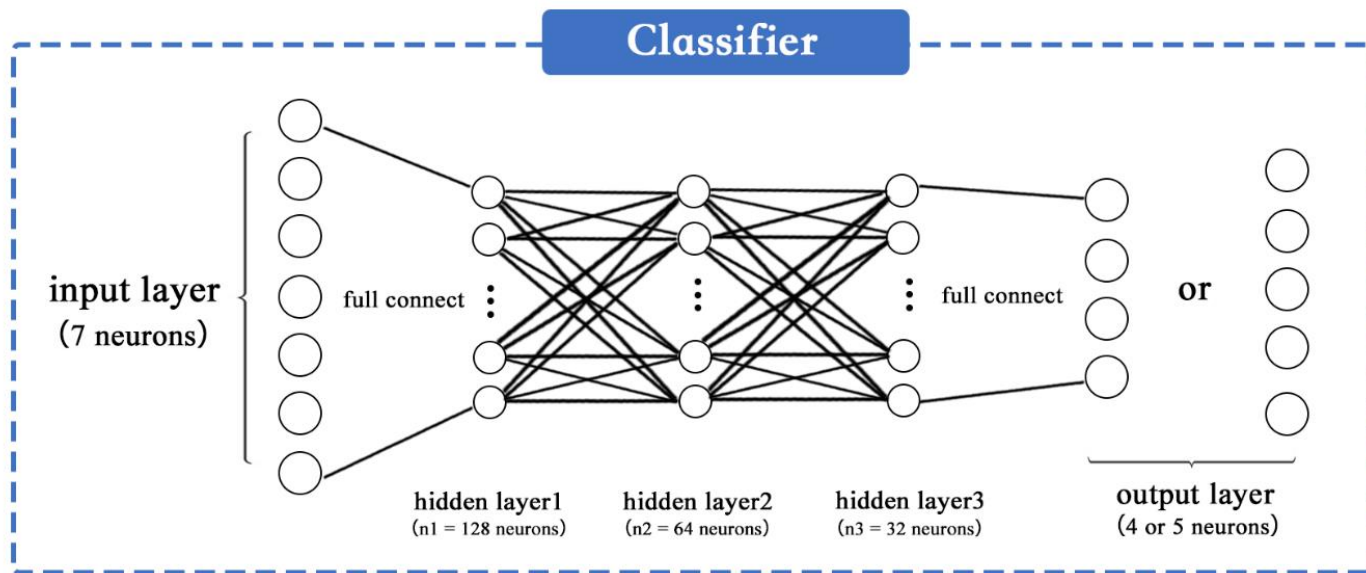 Classifier
input layer
(7 neurons)
full connect
full connect
or
hidden layer1
(n1 = 128 neurons)
hidden layer2
(n2 = 64 neurons)
hidden layer3
(n3 = 32 neurons)
output layer
(4 or 5 neurons)